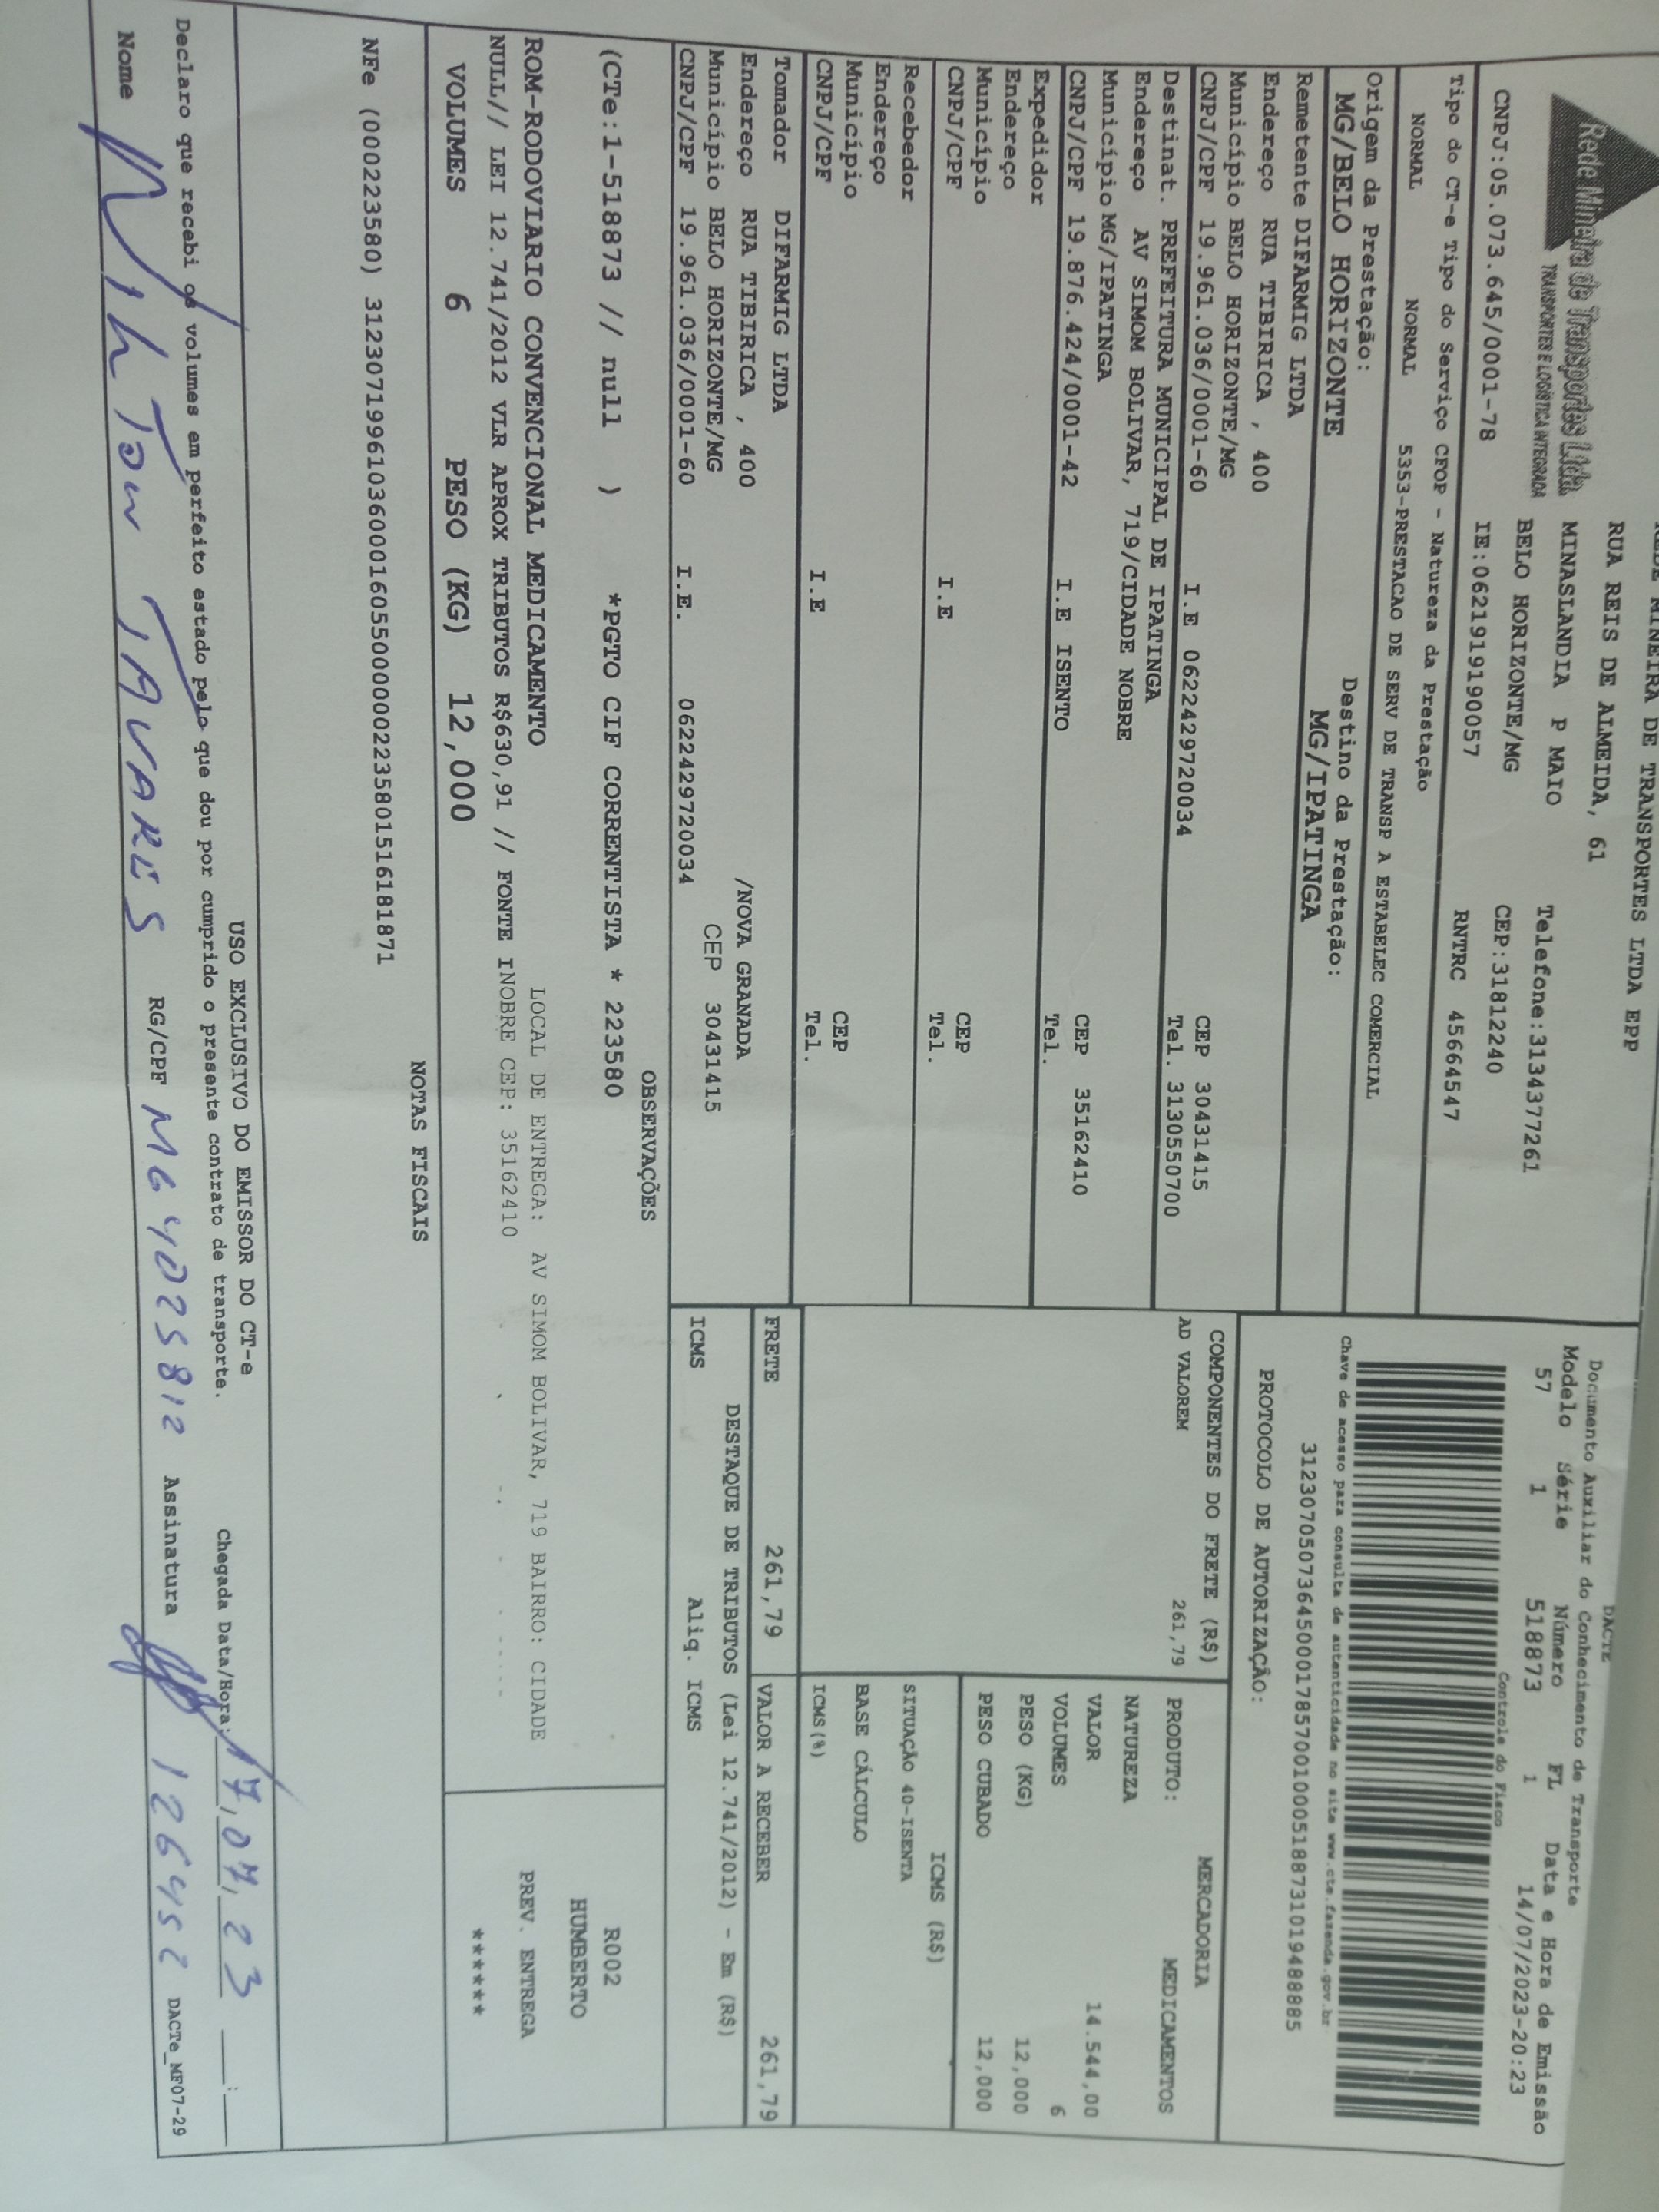 Rede Mineira de Transportes Ltda
TRANSPORTES E LOGÍSTICA INTEGRADA
MINEIRA DE TRANSPORTES LTDA EPP
RUA REIS DE ALMEIDA, 61
MINASLANDIA P MAIO Telefone:3134377261
BELO HORIZONTE/MG CEP:31812240
CNPJ:05.073.645/0001-78 IE:0621919190057 RNTRC 45664547
DACTE
Documento Auxiliar do Conhecimento de Transporte
Modelo Série Número FL Data e Hora de Emissão
57 1 518873 1 14/07/2023-20:23
Controle do Fisco
Chave de acesso para consulta de autenticidade no site www.cte.fazenda.gov.br
31230705073645000178570010005188731019488885
PROTOCOLO DE AUTORIZAÇÃO:
Tipo do CT-e Tipo do Serviço CFOP - Natureza da Prestação
NORMAL NORMAL 5353-PRESTACAO DE SERV DE TRANSP A ESTABELEC COMERCIAL
Origem da Prestação: Destino da Prestação:
MG/BELO HORIZONTE MG/IPATINGA
Remetente DIFARMIG LTDA
Endereço RUA TIBIRICA , 400
Município BELO HORIZONTE/MG CEP 30431415
CNPJ/CPF 19.961.036/0001-60 I.E 0622429720034 Tel. 3130550700
Destinat. PREFEITURA MUNICIPAL DE IPATINGA
Endereço AV SIMOM BOLIVAR, 719/CIDADE NOBRE
Município MG/IPATINGA CEP 35162410
CNPJ/CPF 19.876.424/0001-42 I.E ISENTO Tel.
Expedidor
Endereço
Município CEP
CNPJ/CPF I.E Tel.
Recebedor
Endereço
Município CEP
CNPJ/CPF I.E Tel.
Tomador DIFARMIG LTDA
Endereço RUA TIBIRICA , 400 /NOVA GRANADA
Município BELO HORIZONTE/MG CEP 30431415
CNPJ/CPF 19.961.036/0001-60 I.E. 0622429720034
COMPONENTES DO FRETE (R$)
AD VALOREM 261,79
MERCADORIA
PRODUTO: MEDICAMENTOS
NATUREZA
VALOR 14.544,00
VOLUMES 6
PESO (KG) 12,000
PESO CUBADO 12,000
ICMS (R$)
SITUAÇÃO 40-ISENTA
BASE CÁLCULO
ICMS(%)
FRETE 261,79 VALOR A RECEBER 261,79
DESTAQUE DE TRIBUTOS (Lei 12.741/2012) - Em (R$)
ICMS Aliq. ICMS
OBSERVAÇÕES
(CTe:1-518873 // null ) *PGTO CIF CORRENTISTA * 223580
ROM-RODOVIARIO CONVENCIONAL MEDICAMENTO LOCAL DE ENTREGA: AV SIMOM BOLIVAR, 719 BAIRRO: CIDADE
NULL// LEI 12.741/2012 VLR APROX TRIBUTOS R$630,91 // FONTE INOBRE CEP: 35162410
R002
HUMBERTO
PREV. ENTREGA
******
VOLUMES 6 PESO (KG) 12,000
NOTAS FISCAIS
NFe (000223580) 31230719961036000160550000002235801516181871
USO EXCLUSIVO DO EMISSOR DO CT-e
Declaro que recebi os volumes em perfeito estado pelo que dou por cumprido o presente contrato de transporte. Chegada Data/Hora: 17,07,23 __:__
Nome Nilton TAVARES RG/CPF MG 4025812 Assinatura 126452 DACTe_MF07-29